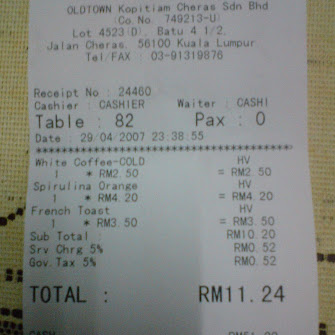 OLDTOWN Kopitiam Cheras Sdn Bhd
(Co.No. 749213-U)
Lot 4523(D), Batu 4 1/2,
Jalan Cheras, 56100 Kuala Lumpur
Tel/FAX : 03-91319876
Receipt No : 24460
Cashier : CASHIER Waiter : CASHI
Table : 82 Pax : 0
Date : 29/04/2007 23:38:55
****************************************
White Coffee-COLD HV
1 * RM2.50 = RM2.50
Spirulina Orange HV
1 * RM4.20 = RM4.20
French Toast HV
1 * RM3.50 = RM3.50
Sub Total : RM10.20
Srv Chrg 5% RM0.52
Gov.Tax 5% RM0.52
TOTAL : RM11.24